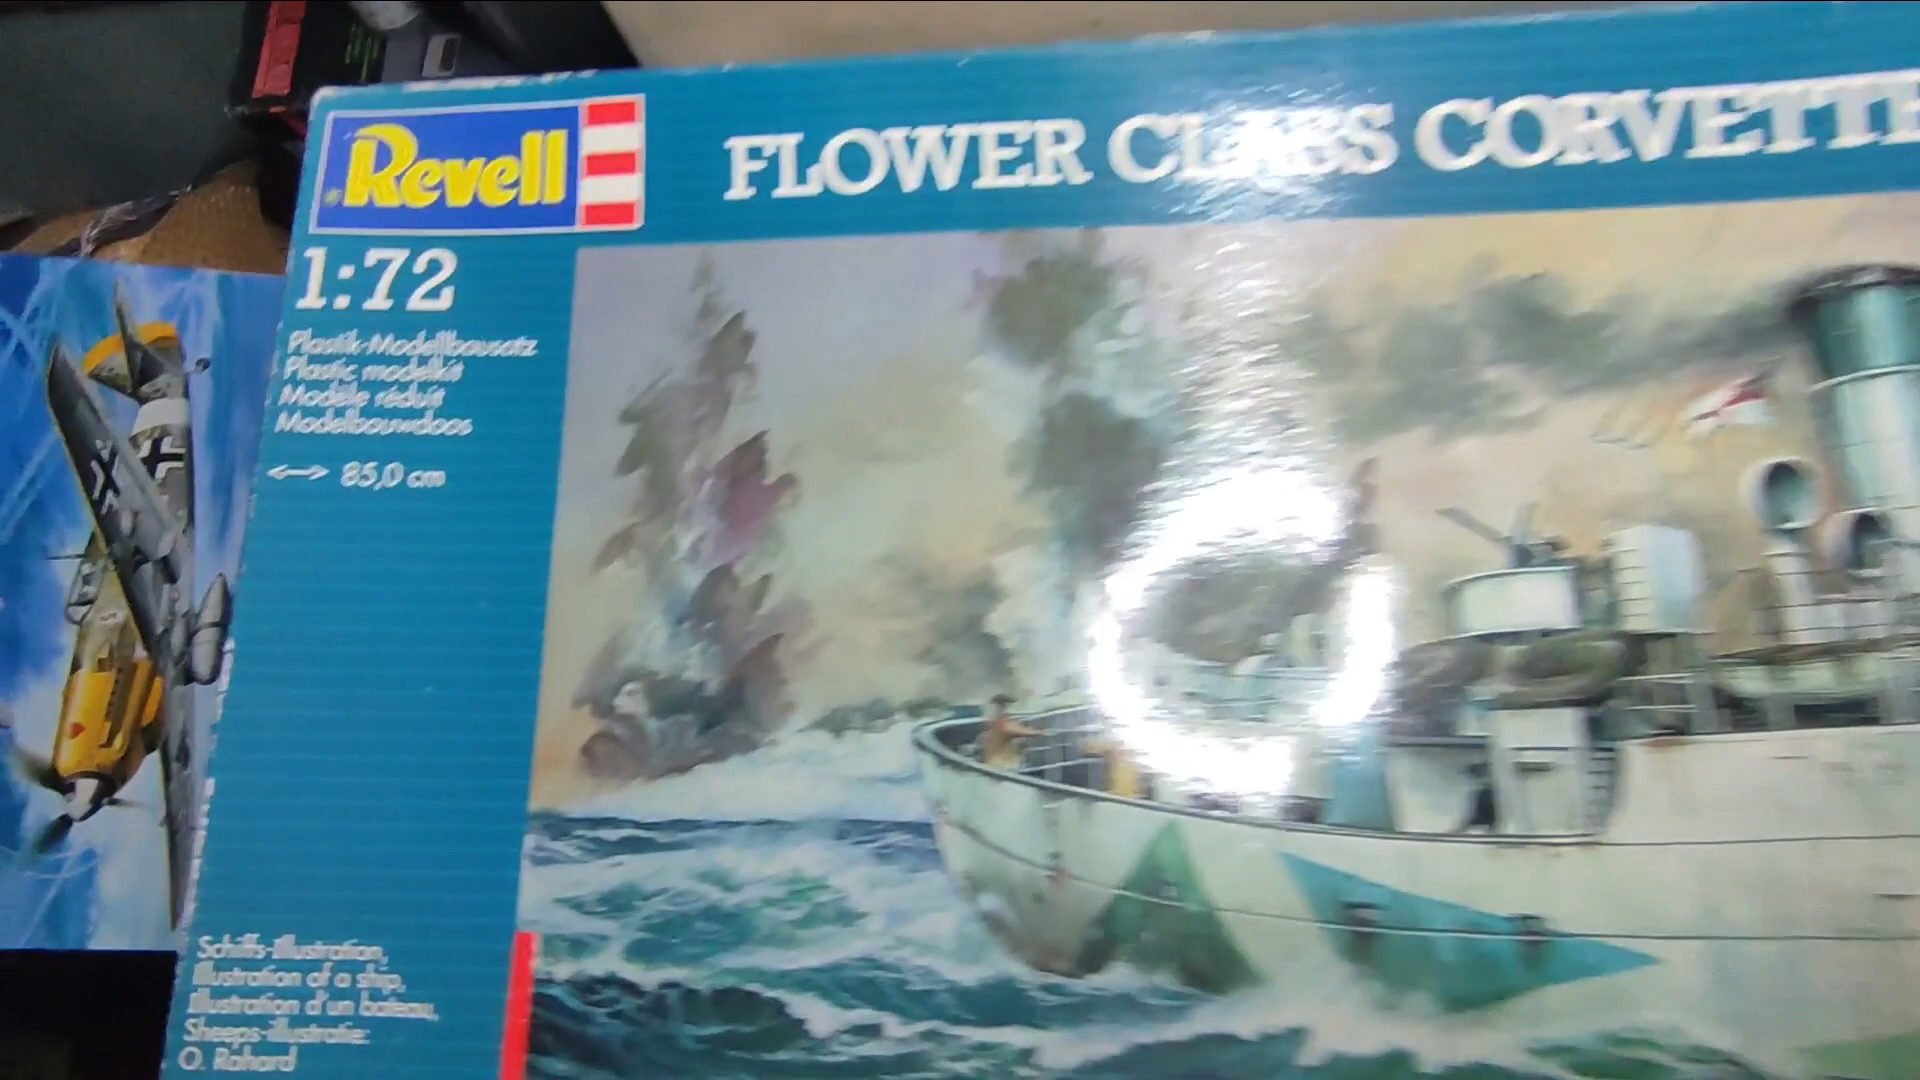 Revell
FLOWER CLASS CORVETTE
1:72
Plastik-Modellbausatz
Plastic modelkit
Modèle réduit
Modelbouwdoos
85,0 cm
Schiffs-Illustration,
Illustration of a ship,
Illustration d'un bateau,
Sheeps-illustratie:
O. Rahard